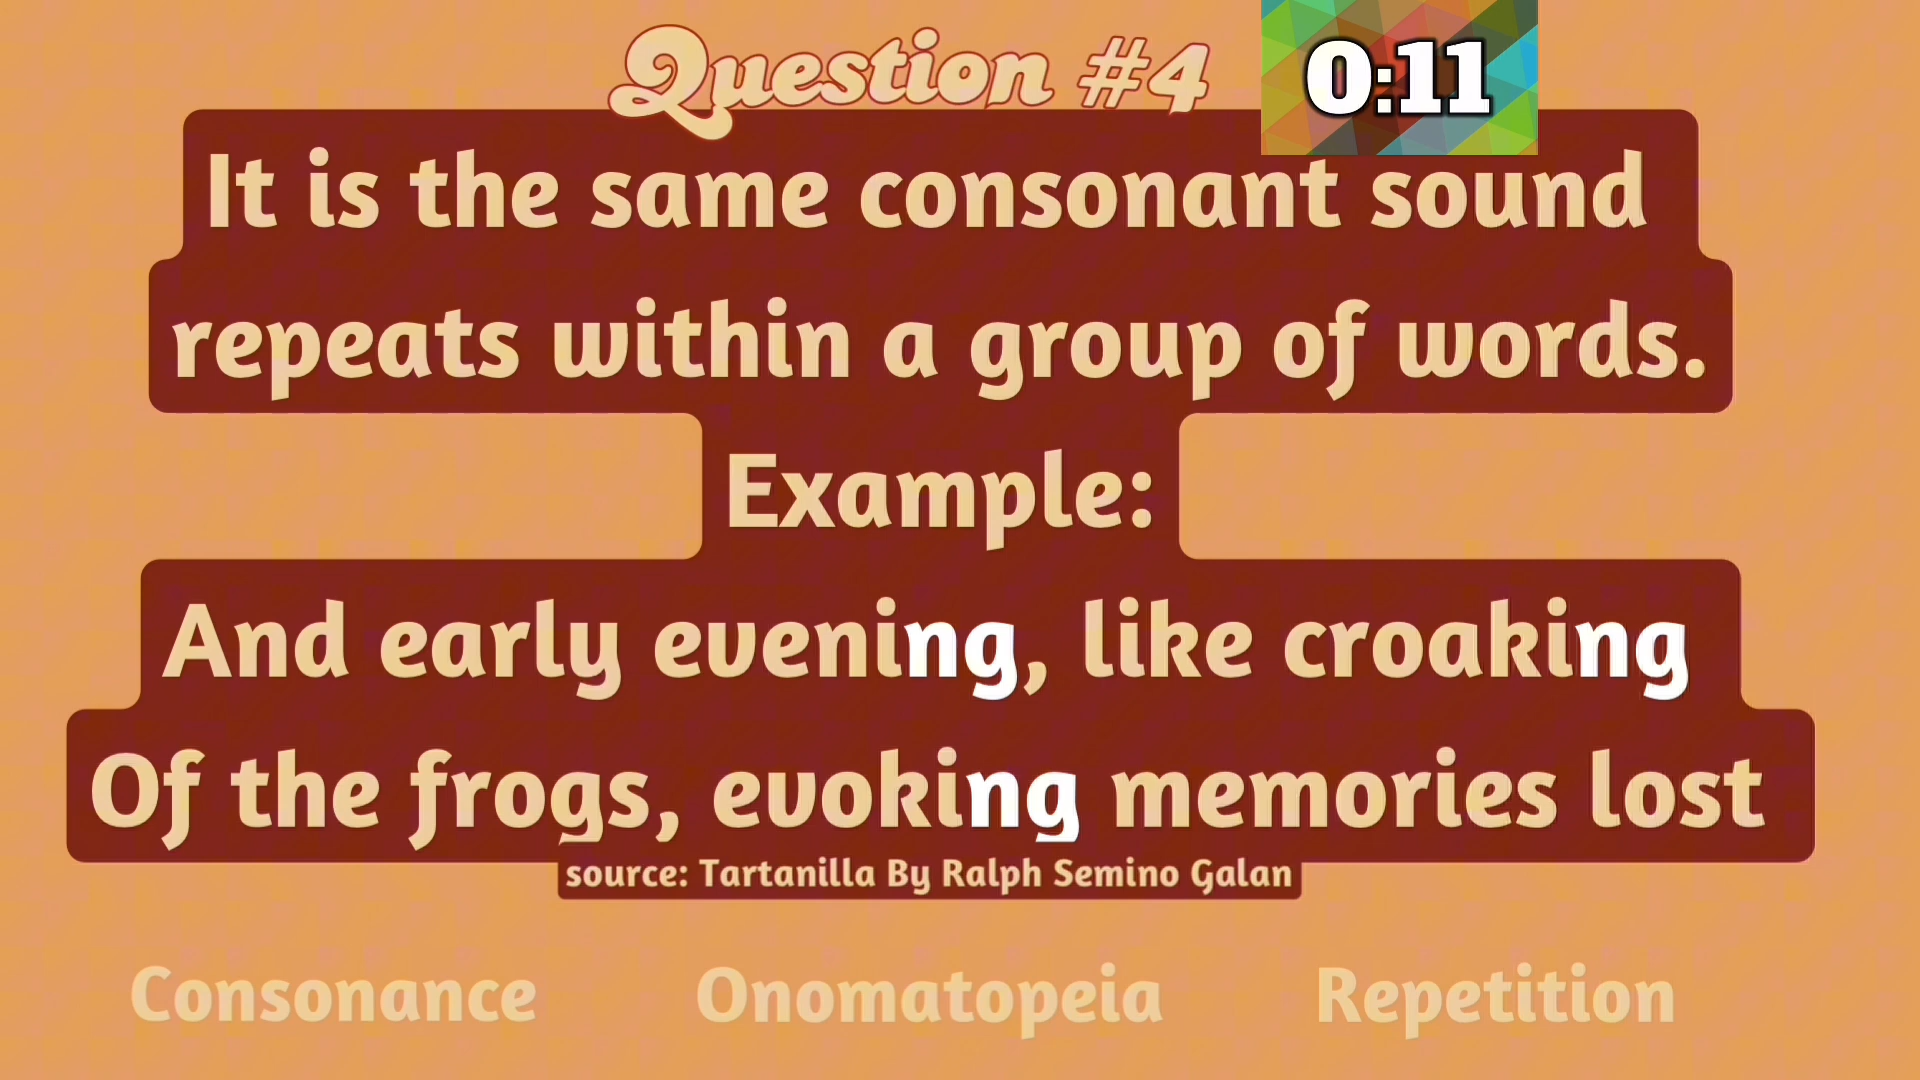 Question #4
0:11
It is the same consonant sound
repeats within a group of words.
Example:
And early evening, like croaking
Of the frogs, evoking memories lost
source: Tartanilla By Ralph Semino Galan
Consonance Onomatopeia Repetition